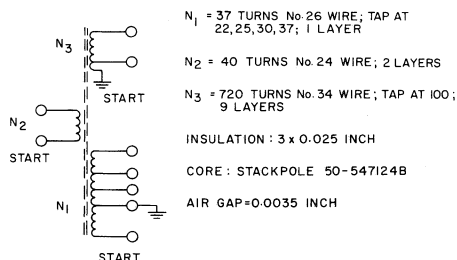 N1 = 37 TURNS No. 26 WIRE; TAP AT
22,25,30,37; 1 LAYER
N2 = 40 TURNS No. 24 WIRE, 2 LAYERS
N3 = 720 TURNS No. 34 WIRE; TAP AT 100;
9 LAYERS
INSULATION: 3 x 0.025 INCH
CORE: STACKPOLE 50-547124B
AIR GAP=0.0035 INCH
N3
START
N2
START
N1
START